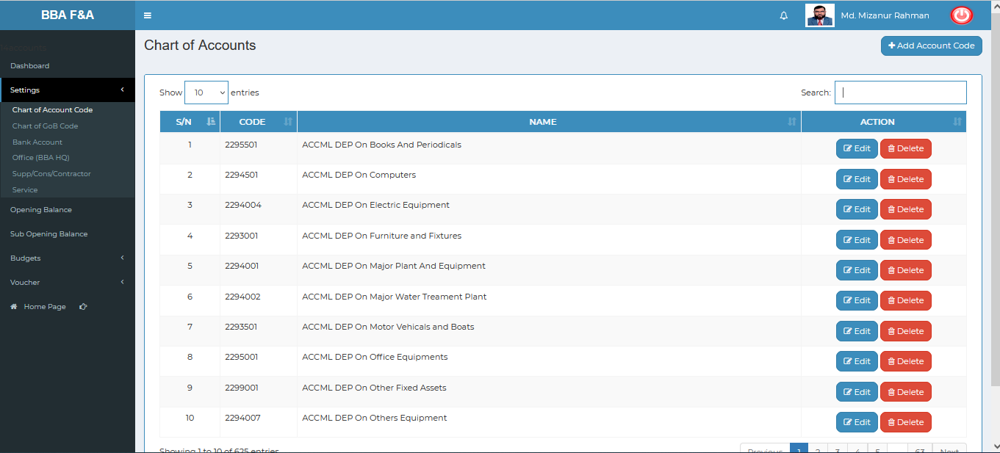 BBA F&A
Md. Mizanur Rahman
Chart of Accounts
Add Account Code
Dashboard
Settings
Chart of Account Code
Chart of GoB Code
Bank Account
Office (BBA HQ)
Supp/Cons/Contractor
Service
Opening Balance
Sub Opening Balance
Budgets
Voucher
Home Page
Show 10 entries
Search:
S/N CODE NAME ACTION
1 2295501 ACCML DEP On Books And Periodicals Edit Delete
2 2294501 ACCML DEP On Computers Edit Delete
3 2294004 ACCML DEP On Electric Equipment Edit Delete
4 2293001 ACCML DEP On Furniture and Fixtures Edit Delete
5 2294001 ACCML DEP On Major Plant And Equipment Edit Delete
6 2294002 ACCML DEP On Major Water Treament Plant Edit Delete
7 2293501 ACCML DEP On Motor Vehicals and Boats Edit Delete
8 2295001 ACCML DEP On Office Equipments Edit Delete
9 2299001 ACCML DEP On Other Fixed Assets Edit Delete
10 2294007 ACCML DEP On Others Equipment Edit Delete
Showing 1 to 10 of 625 entries
Previous 1 2 3 4 5 63 Next